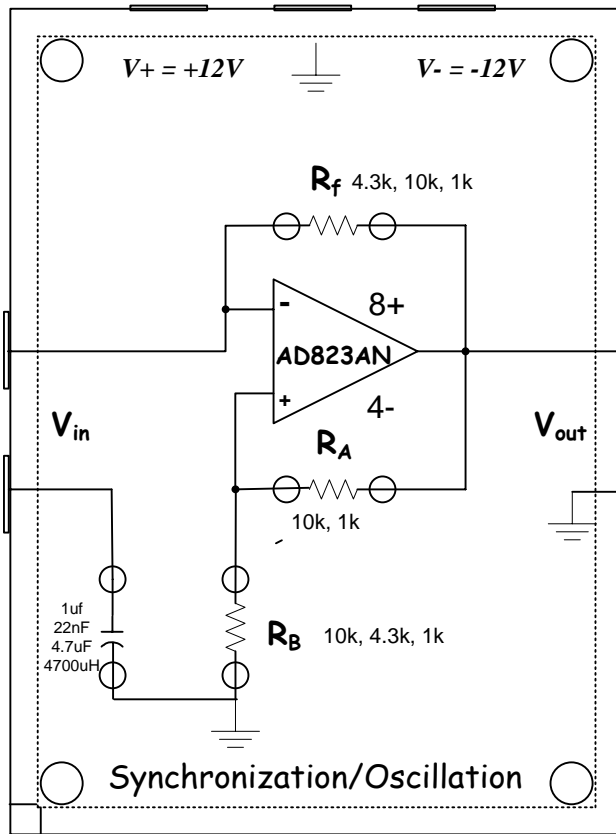 V+ = +12V
V- = -12V
Rf 4.3k, 10k, 1k
-
8+
AD823AN
+
4-
Vin
Vout
RA
10k, 1k
1uf
22nF
4.7uF
4700uH
RB 10k, 4.3k, 1k
Synchronization/Oscillation